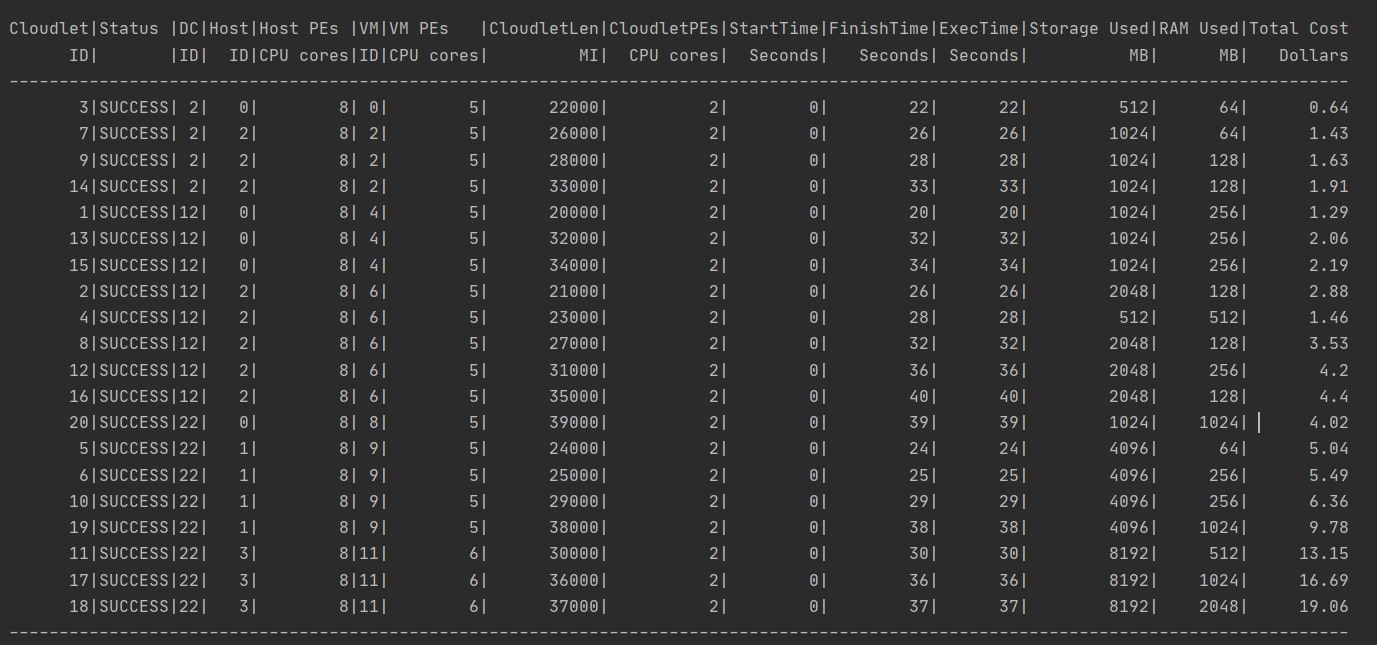 Cloudlet|Status |DC|Host|Host PEs |VM|VM PEs   |CloudletLen|CloudletPEs|StartTime|FinishTime|ExecTime|Storage Used|RAM Used|Total Cost
      ID|       |ID|  ID|CPU cores|ID|CPU cores|         MI|  CPU cores|  Seconds|   Seconds| Seconds|          MB|      MB|   Dollars
--------------------------------------------------------------------------------------------------------------------------------------
       3|SUCCESS| 2|   0|        8| 0|        5|      22000|          2|        0|        22|      22|         512|      64|      0.64
       7|SUCCESS| 2|   2|        8| 2|        5|      26000|          2|        0|        26|      26|        1024|      64|      1.43
       9|SUCCESS| 2|   2|        8| 2|        5|      28000|          2|        0|        28|      28|        1024|     128|      1.63
      14|SUCCESS| 2|   2|        8| 2|        5|      33000|          2|        0|        33|      33|        1024|     128|      1.91
       1|SUCCESS|12|   0|        8| 4|        5|      20000|          2|        0|        20|      20|        1024|     256|      1.29
      13|SUCCESS|12|   0|        8| 4|        5|      32000|          2|        0|        32|      32|        1024|     256|      2.06
      15|SUCCESS|12|   0|        8| 4|        5|      34000|          2|        0|        34|      34|        1024|     256|      2.19
       2|SUCCESS|12|   2|        8| 6|        5|      21000|          2|        0|        26|      26|        2048|     128|      2.88
       4|SUCCESS|12|   2|        8| 6|        5|      23000|          2|        0|        28|      28|         512|     512|      1.46
       8|SUCCESS|12|   2|        8| 6|        5|      27000|          2|        0|        32|      32|        2048|     128|      3.53
      12|SUCCESS|12|   2|        8| 6|        5|      31000|          2|        0|        36|      36|        2048|     256|       4.2
      16|SUCCESS|12|   2|        8| 6|        5|      35000|          2|        0|        40|      40|        2048|     128|       4.4
      20|SUCCESS|22|   0|        8| 8|        5|      39000|          2|        0|        39|      39|        1024|    1024|      4.02
       5|SUCCESS|22|   1|        8| 9|        5|      24000|          2|        0|        24|      24|        4096|      64|      5.04
       6|SUCCESS|22|   1|        8| 9|        5|      25000|          2|        0|        25|      25|        4096|     256|      5.49
      10|SUCCESS|22|   1|        8| 9|        5|      29000|          2|        0|        29|      29|        4096|     256|      6.36
      19|SUCCESS|22|   1|        8| 9|        5|      38000|          2|        0|        38|      38|        4096|    1024|      9.78
      11|SUCCESS|22|   3|        8|11|        6|      30000|          2|        0|        30|      30|        8192|     512|     13.15
      17|SUCCESS|22|   3|        8|11|        6|      36000|          2|        0|        36|      36|        8192|    1024|     16.69
      18|SUCCESS|22|   3|        8|11|        6|      37000|          2|        0|        37|      37|        8192|    2048|     19.06
--------------------------------------------------------------------------------------------------------------------------------------